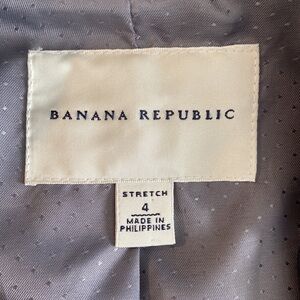 BANANA REPUBLIC
STRETCH
4
MADE IN
PHILIPPINES